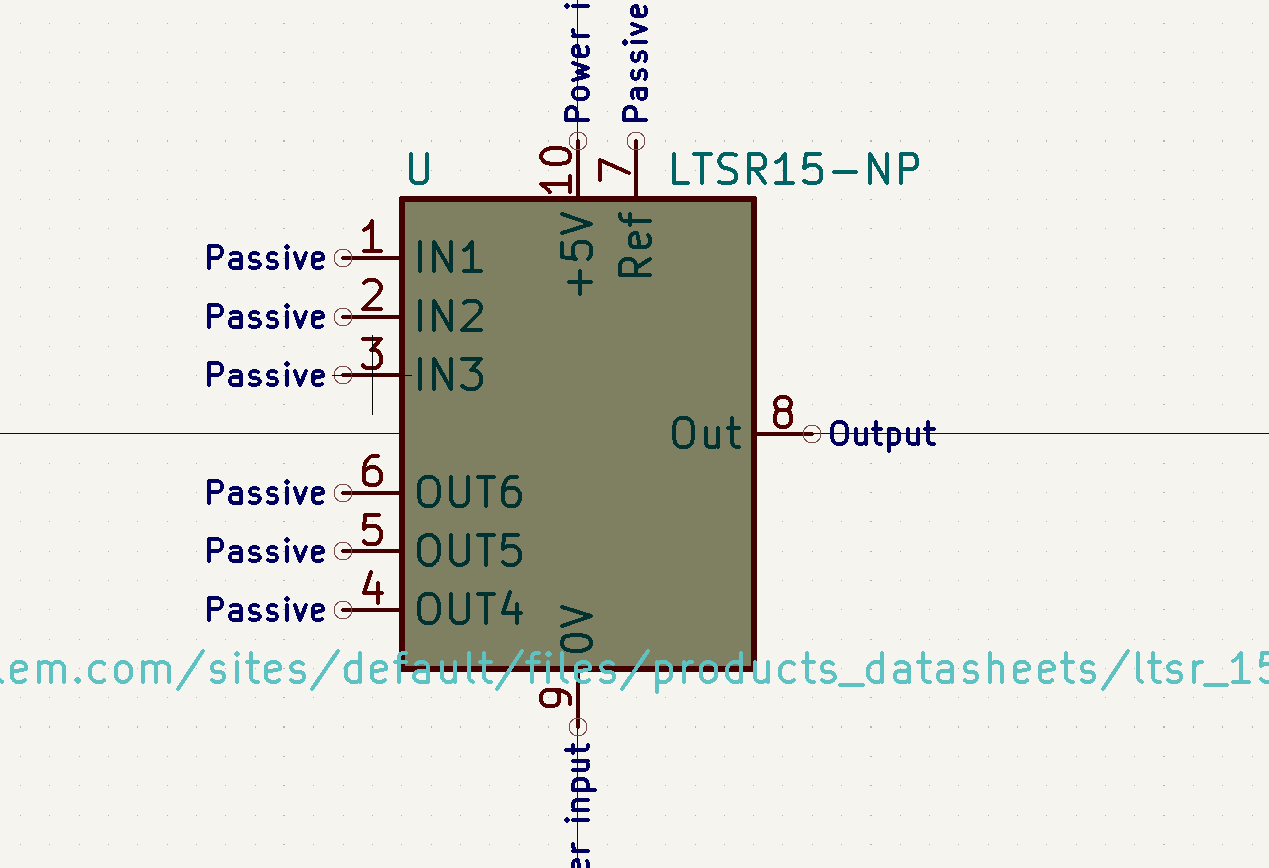 Power i
Passive
U
10
7
LTSR15-NP
+5V
Ref
Passive 1 IN1
Passive 2 IN2
Passive 3 IN3
Out 8 Output
Passive 6 OUT6
Passive 5 OUT5
Passive 4 OUT4
0V
lem.com/sites/default/files/products_datasheets/ltsr_15
9
er input